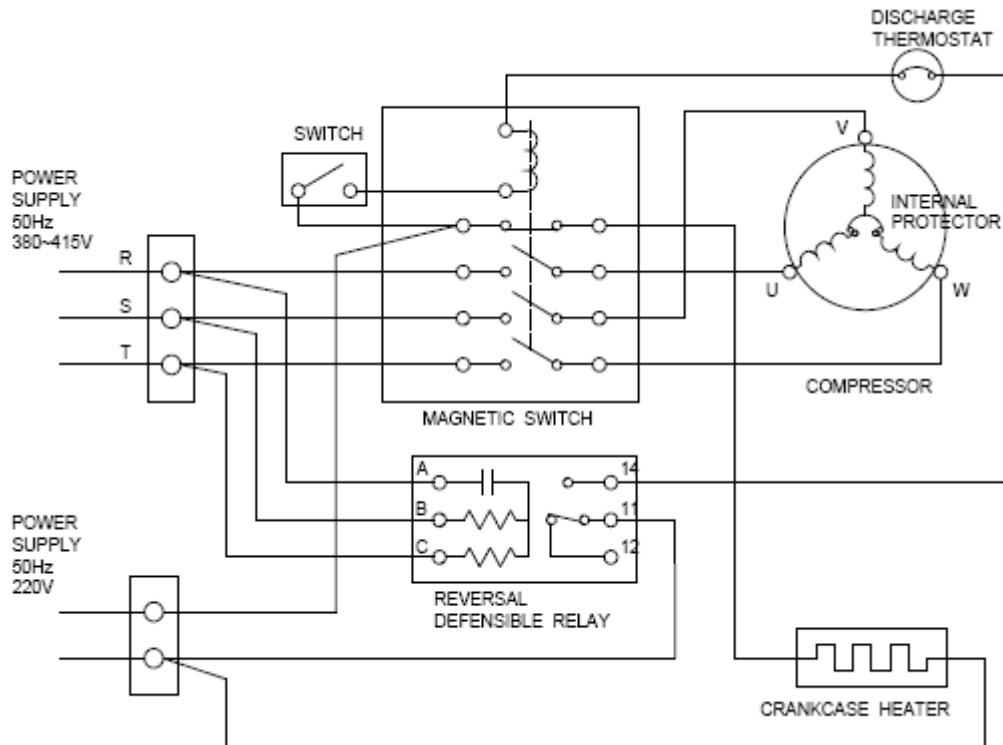 DISCHARGE
THERMOSTAT
SWITCH
V
POWER
SUPPLY
50Hz
380~415V
INTERNAL
PROTECTOR
R
U
W
S
T
COMPRESSOR
MAGNETIC SWITCH
A
14
B
11
C
12
POWER
SUPPLY
50Hz
220V
REVERSAL
DEFENSIBLE RELAY
CRANKCASE HEATER